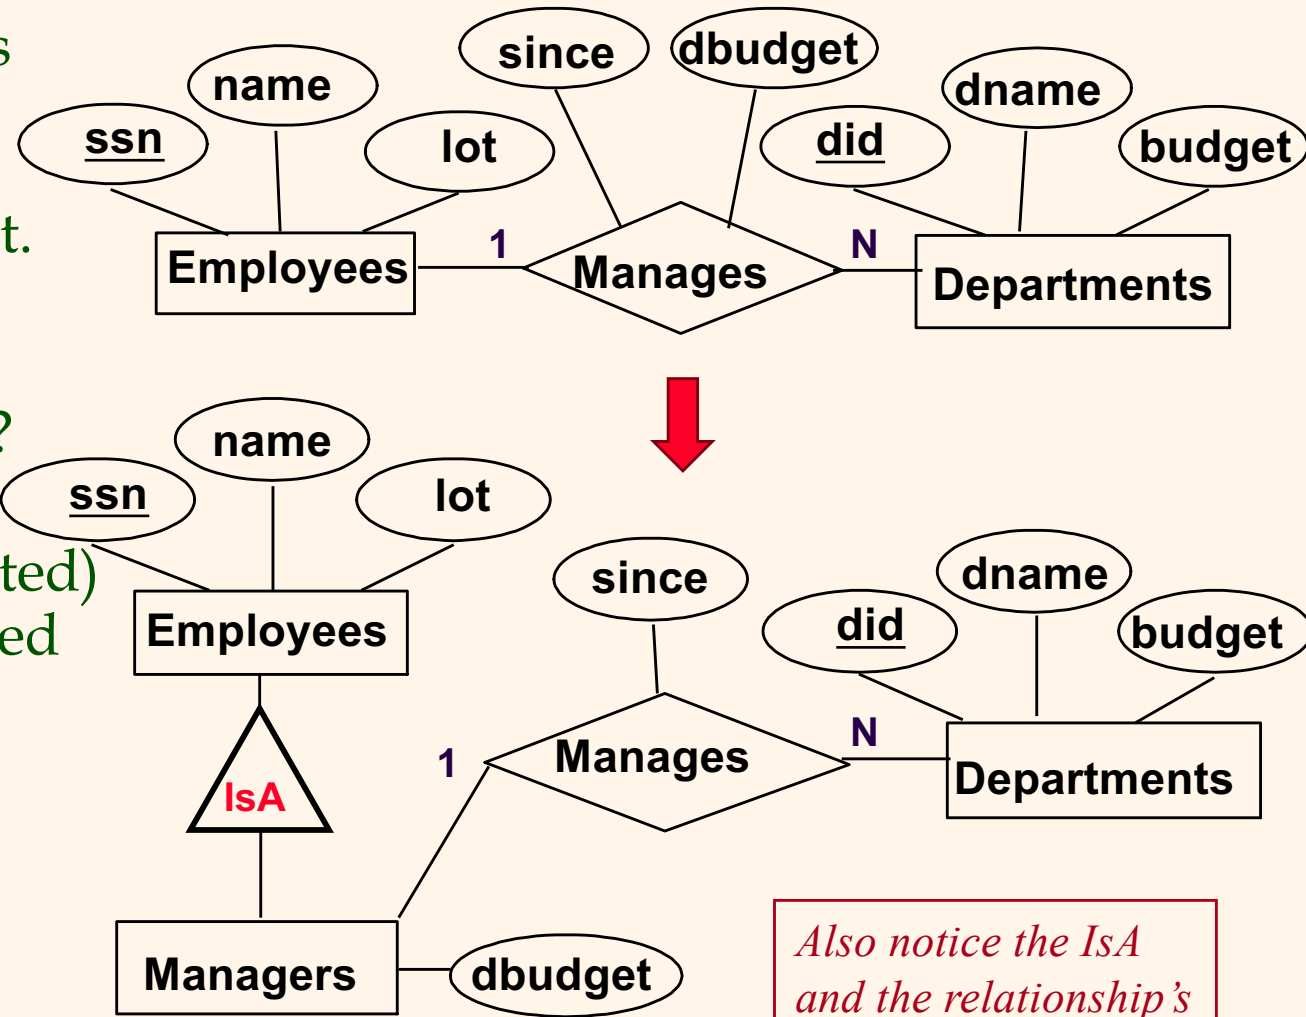 s
since
dbudget
name
dname
ssn
lot
did
budget
t.
1
N
Employees
Manages
Departments
?
name
ssn
lot
ted)
since
dname
ed
Employees
did
budget
1
Manages
N
Departments
IsA
Managers
dbudget
Also notice the IsA
and the relationship's